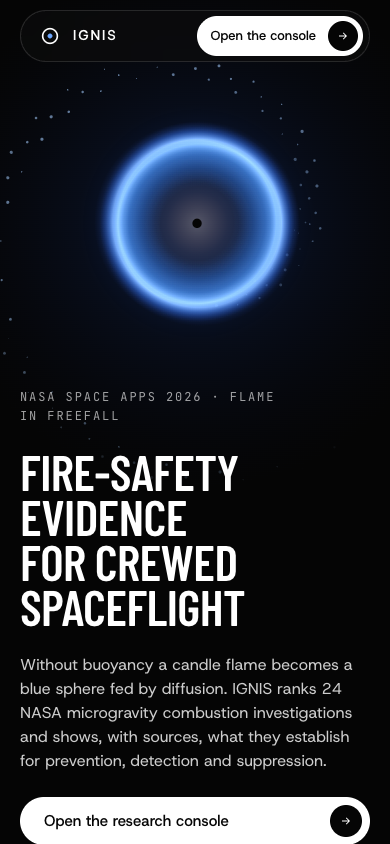 IGNIS
Open the console
NASA SPACE APPS 2026 · FLAME
IN FREEFALL
FIRE-SAFETY
EVIDENCE
FOR CREWED
SPACEFLIGHT
Without buoyancy a candle flame becomes a
blue sphere fed by diffusion. IGNIS ranks 24
NASA microgravity combustion investigations
and shows, with sources, what they establish
for prevention, detection and suppression.
Open the research console